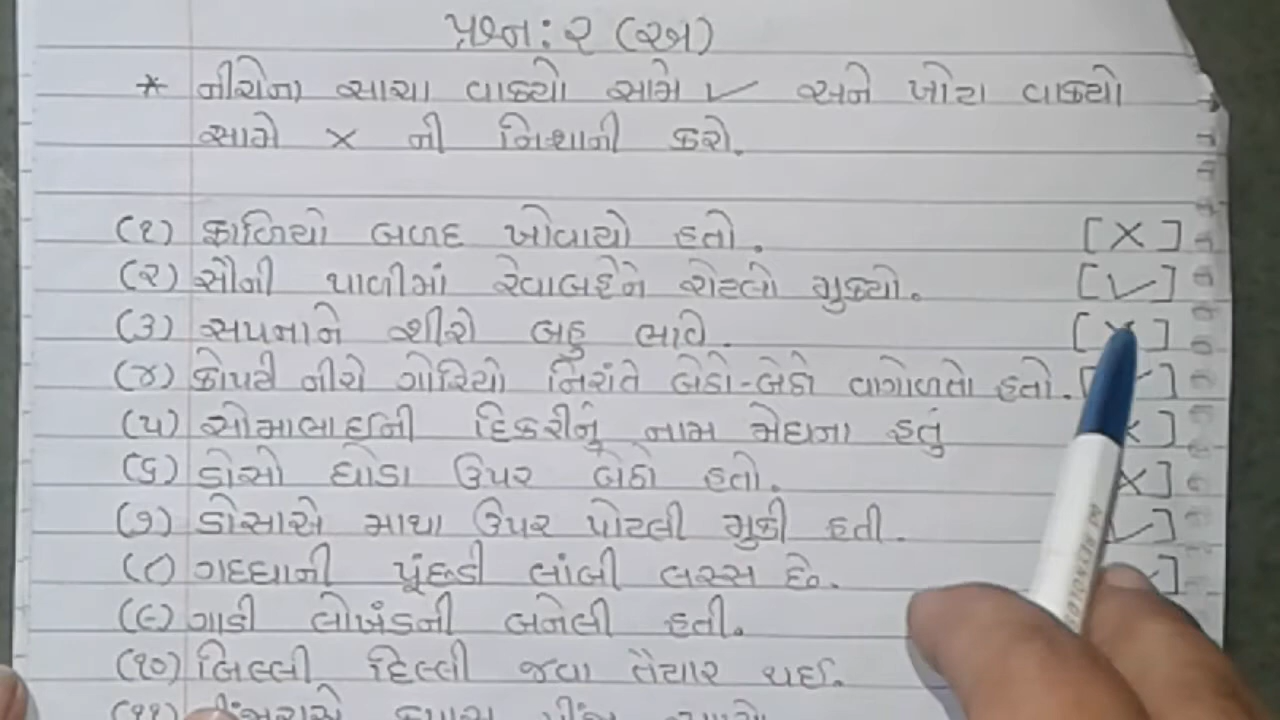 પ્રશ્ન : ૨ (અ)
* નીચેના સાચા વાક્યો સામે ✓ અને ખોટા વાક્યો
સામે × ની નિશાની કરો.
(૧) કાળિયો બળદ ખોવાયો હતો. [×]
(૨) સૌની થાળીમાં રેવાબહેને રોટલો મુક્યો. [✓]
(૩) સપનાને શીરો બહુ ભાવે. [×]
(૪) કોપટી નીચે ગોરિયો નિરાંતે બેઠો-બેઠો વાગોળતો હતો. [✓]
(૫) સોમાભાઈની દિકરીનું નામ મેઘના હતું ×]
(૬) ડોસો ઘોડા ઉપર બેઠો હતો. ×]
(૭) ડોસાએ માથા ઉપર પોટલી મુકી હતી. ✓]
(૮) ગધ્ધાની પૂંછડી લાંબી લસ્સ છે. ]
(૯) ગાડી લોખંડની બનેલી હતી.
(૧૦) બિલ્લી દિલ્લી જવા તૈયાર થઈ.
(૧૧)